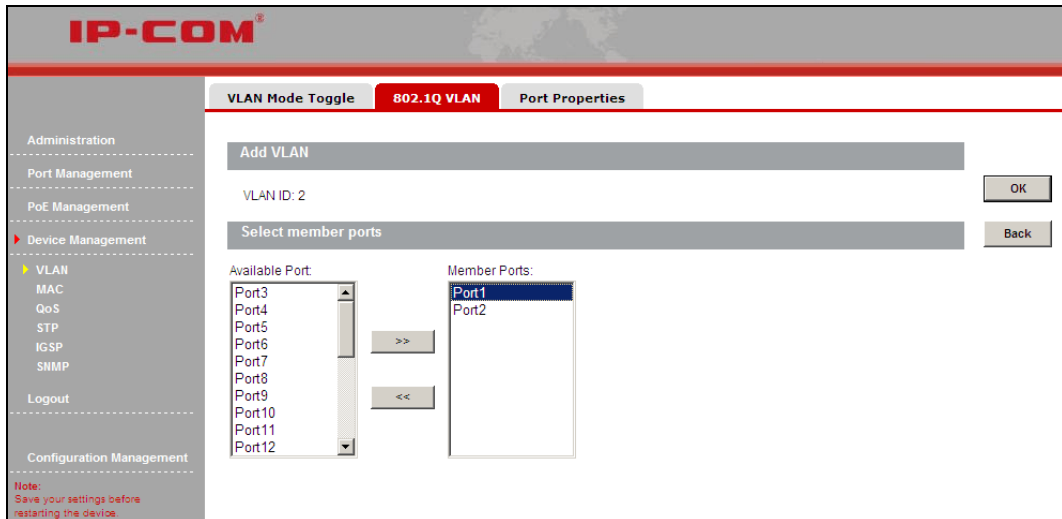 IP-COM®
VLAN Mode Toggle
802.1Q VLAN
Port Properties
Administration
Port Management
PoE Management
Device Management
VLAN
MAC
QoS
STP
IGSP
SNMP
Logout
Configuration Management
Note:
Save your settings before
restarting the device.
Add VLAN
VLAN ID: 2
OK
Select member ports
Back
Available Port:
Port3
Port4
Port5
Port6
Port7
Port8
Port9
Port10
Port11
Port12
>>
<<
Member Ports:
Port1
Port2